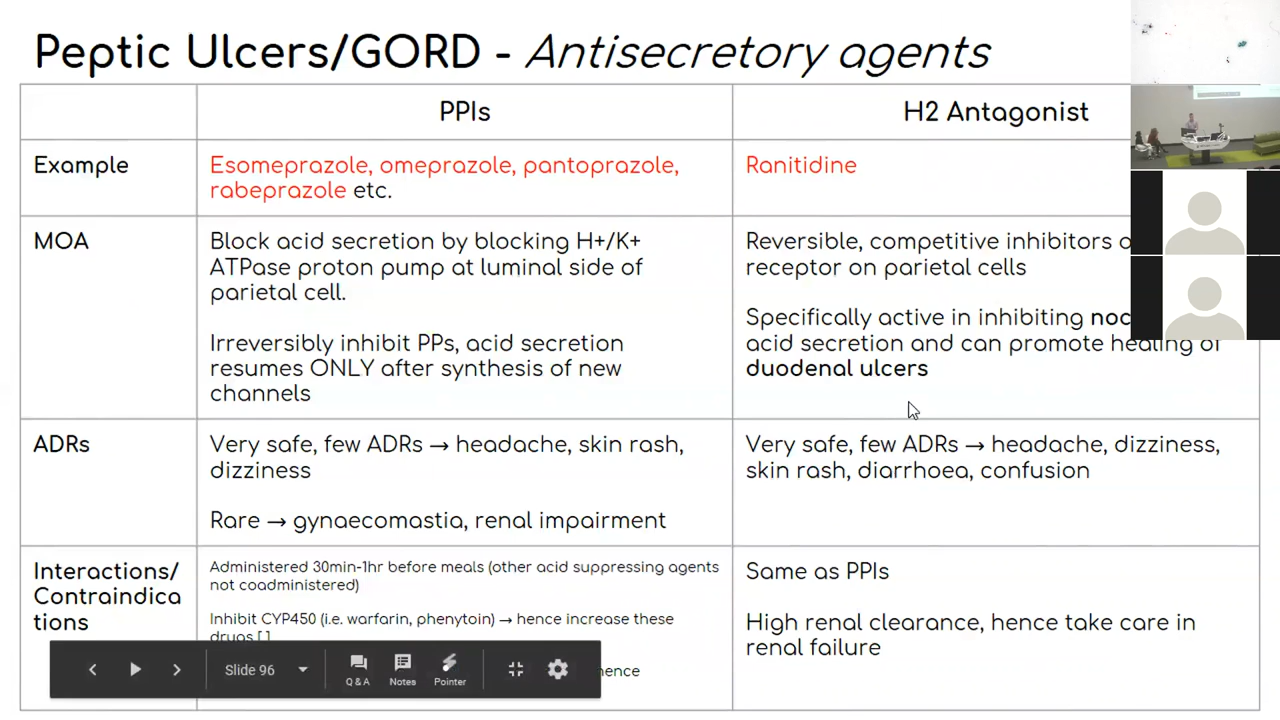 Peptic Ulcers/GORD - Antisecretory agents
PPIs
H2 Antagonist
Example
Esomeprazole, omeprazole, pantoprazole,
rabeprazole etc.
Ranitidine
MOA
Block acid secretion by blocking H+/K+
ATPase proton pump at luminal side of
parietal cell.
Irreversibly inhibit PPs, acid secretion
resumes ONLY after synthesis of new
channels
Reversible, competitive inhibitors
receptor on parietal cells
Specifically active in inhibiting
acid secretion and can promote healing of
duodenal ulcers
ADRs
Very safe, few ADRs → headache, skin rash,
dizziness
Rare → gynaecomastia, renal impairment
Very safe, few ADRs → headache, dizziness,
skin rash, diarrhoea, confusion
Interactions/
Contraindica
tions
Administered 30min-1hr before meals (other acid suppressing agents
not coadministered)
Inhibit CYP450 (i.e. warfarin, phenytoin) → hence increase these
drugs [ ]
hence
Same as PPIs
High renal clearance, hence take care in
renal failure
Slide 96
Q & A
Notes
Pointer